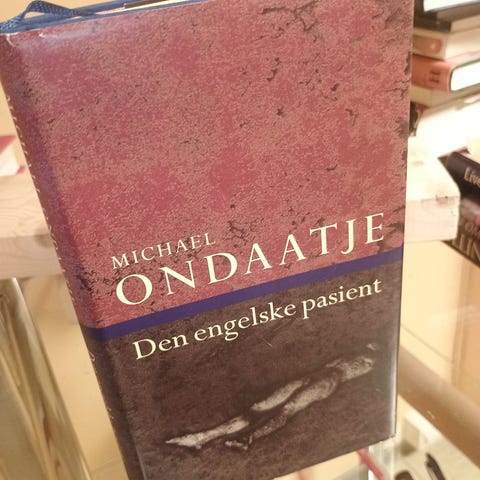 MICHAEL
ONDAATJE
Den engelske pasient